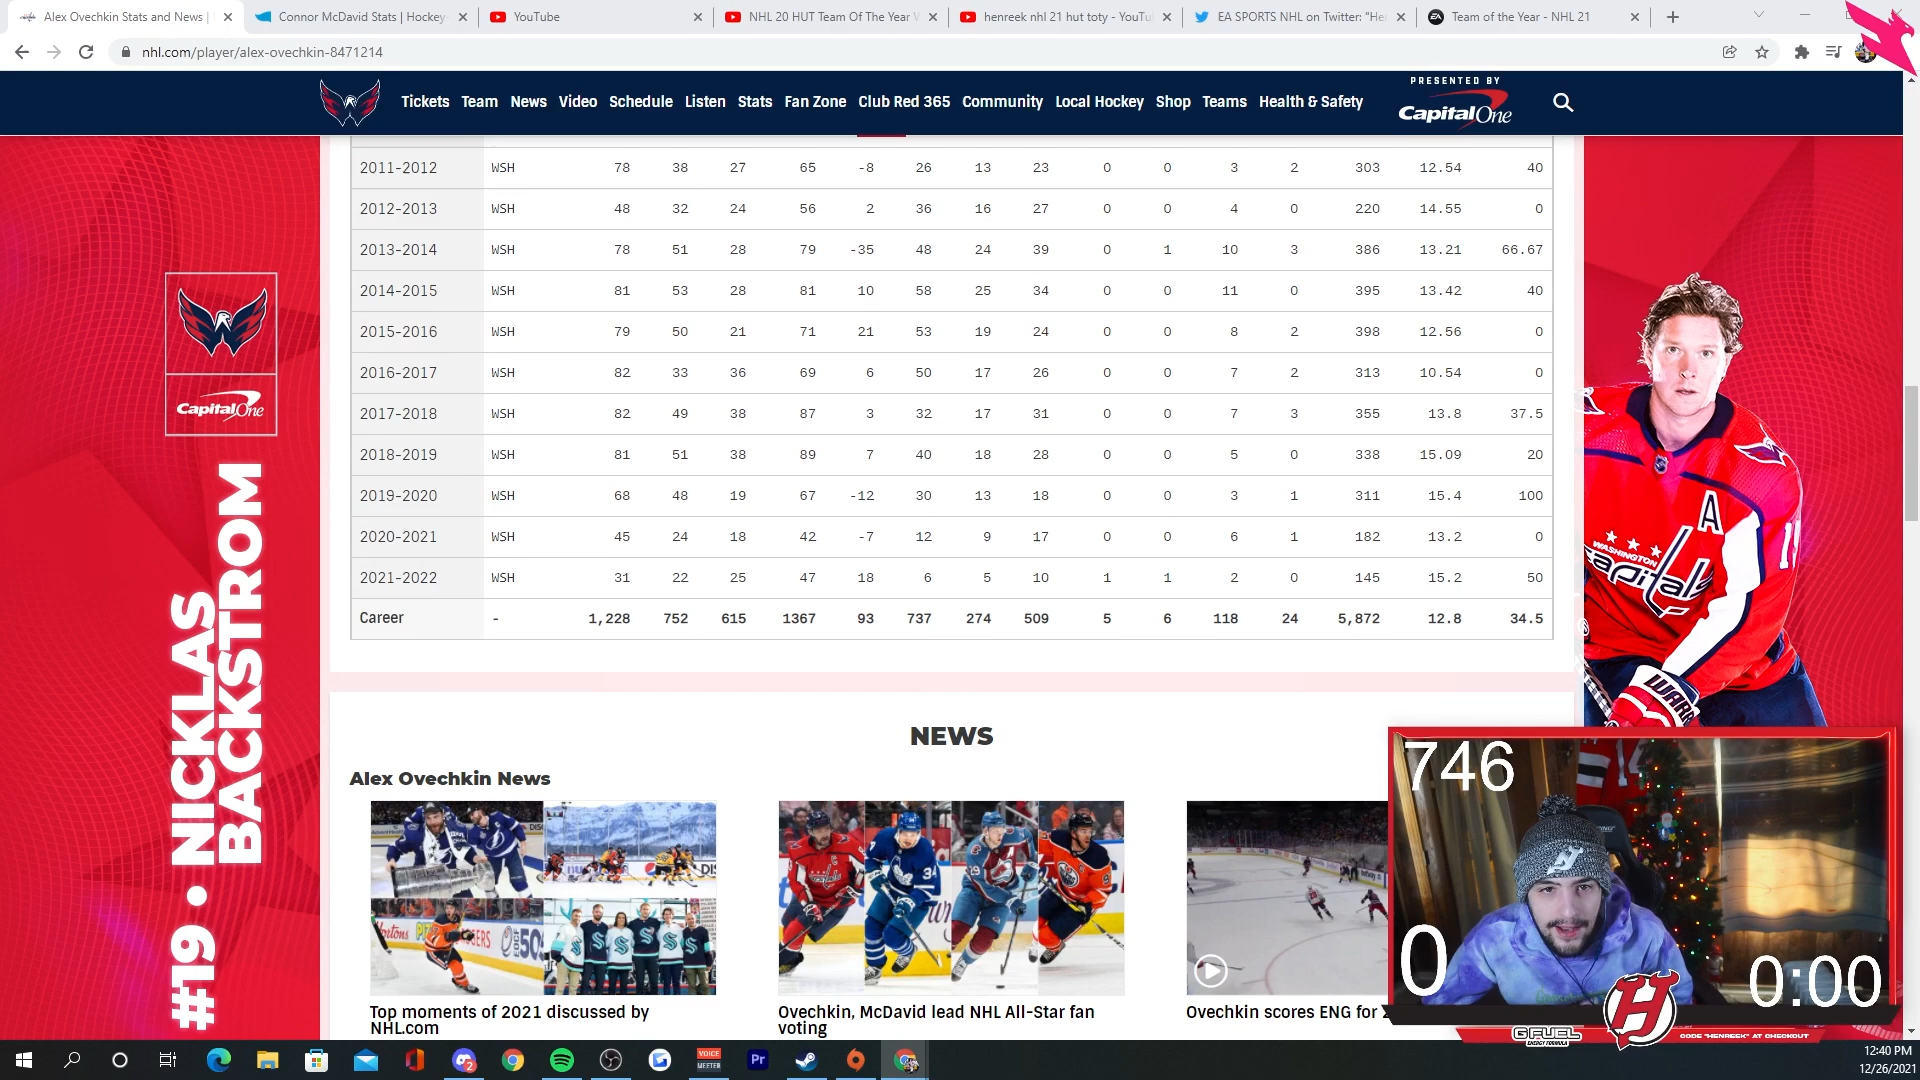 Alex Ovechkin Stats and News |
Connor McDavid Stats | Hockey-
YouTube
NHL 20 HUT Team Of The Year
henreek nhl 21 hut toty - YouTu
EA SPORTS NHL on Twitter: "He
Team of the Year - NHL 21
nhl.com/player/alex-ovechkin-8471214
Tickets Team News Video Schedule Listen Stats Fan Zone Club Red 365 Community Local Hockey Shop Teams Health & Safety
PRESENTED BY
Capital One
2011-2012 WSH 78 38 27 65 -8 26 13 23 0 0 3 2 303 12.54 40
2012-2013 WSH 48 32 24 56 2 36 16 27 0 0 4 0 220 14.55 0
2013-2014 WSH 78 51 28 79 -35 48 24 39 0 1 10 3 386 13.21 66.67
2014-2015 WSH 81 53 28 81 10 58 25 34 0 0 11 0 395 13.42 40
2015-2016 WSH 79 50 21 71 21 53 19 24 0 0 8 2 398 12.56 0
2016-2017 WSH 82 33 36 69 6 50 17 26 0 0 7 2 313 10.54 0
2017-2018 WSH 82 49 38 87 3 32 17 31 0 0 7 3 355 13.8 37.5
2018-2019 WSH 81 51 38 89 7 40 18 28 0 0 5 0 338 15.09 20
2019-2020 WSH 68 48 19 67 -12 30 13 18 0 0 3 1 311 15.4 100
2020-2021 WSH 45 24 18 42 -7 12 9 17 0 0 6 1 182 13.2 0
2021-2022 WSH 31 22 25 47 18 6 5 10 1 1 2 0 145 15.2 50
Career - 1,228 752 615 1367 93 737 274 509 5 6 118 24 5,872 12.8 34.5
Capital One
#19 • NICKLAS
BACKSTROM
A
WASHINGTON
capitals
WARR
NEWS
Alex Ovechkin News
Top moments of 2021 discussed by
NHL.com
Ovechkin, McDavid lead NHL All-Star fan
voting
Ovechkin scores ENG for
746
0
0:00
G FUEL
ENERGY FORMULA
CODE "HENREEK" AT CHECKOUT
VOICE
MEETER
Pr
12:40 PM
12/26/2021